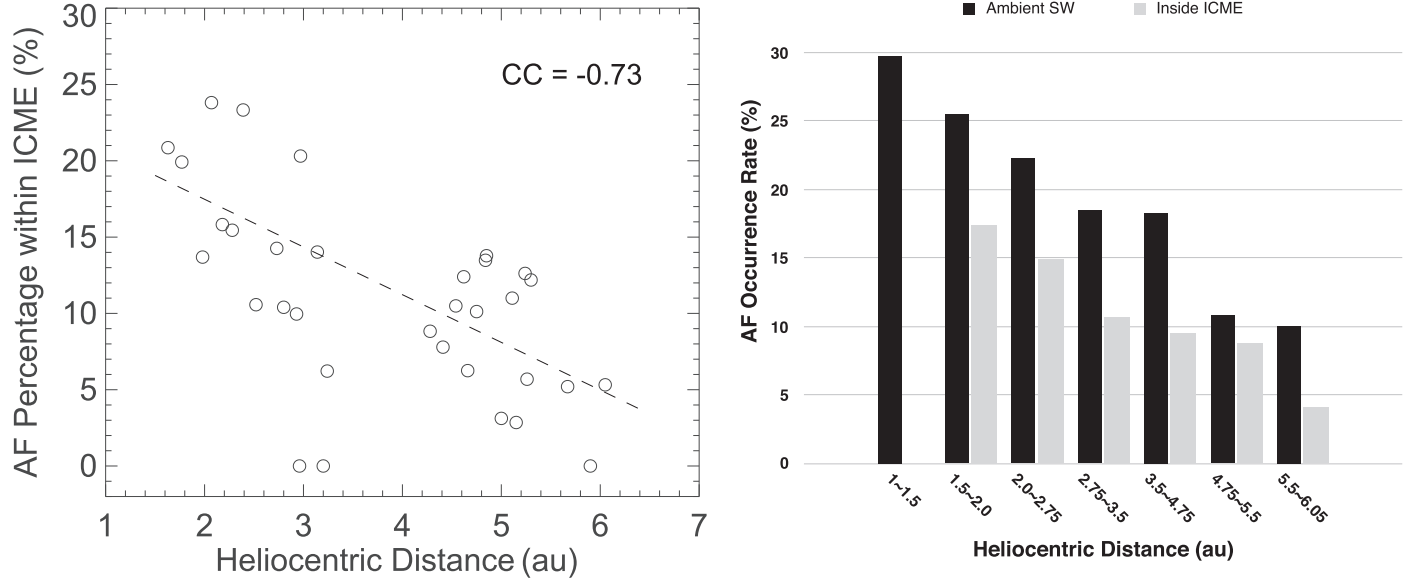 AF Percentage within ICME (%)
30
25
20
15
10
5
0
CC = -0.73
1 2 3 4 5 6 7
Heliocentric Distance (au)
Ambient SW Inside ICME
AF Occurrence Rate (%)
30
25
20
15
10
5
0
1~1.5 1.5~2.0 2.0~2.75 2.75~3.5 3.5~4.75 4.75~5.5 5.5~6.05
Heliocentric Distance (au)